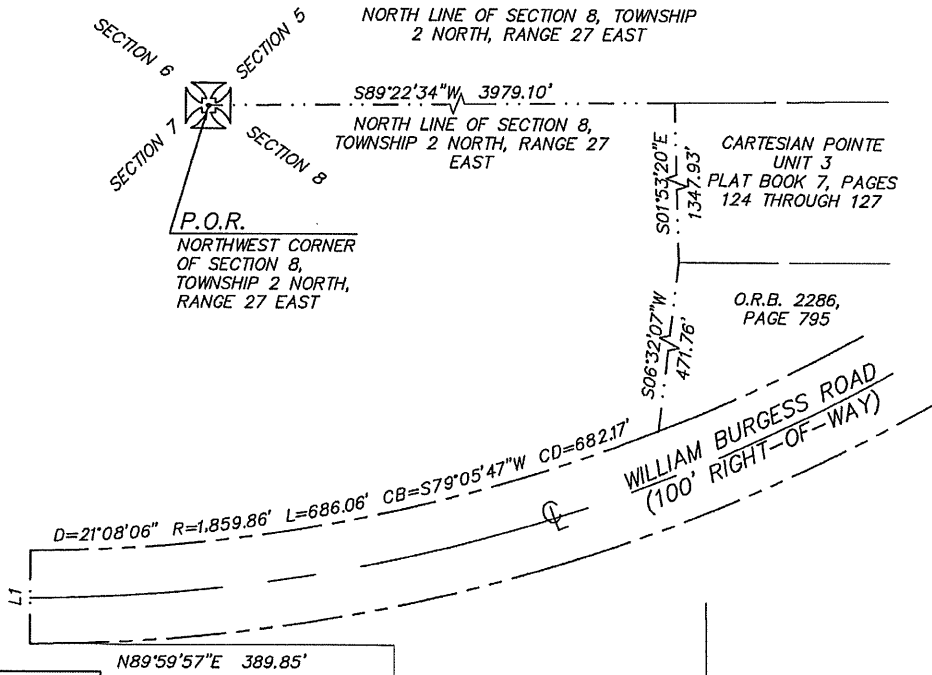 NORTH LINE OF SECTION 8, TOWNSHIP
2 NORTH, RANGE 27 EAST
SECTION 6
SECTION 5
SECTION 7
SECTION 8
S89°22'34"W 3979.10'
NORTH LINE OF SECTION 8,
TOWNSHIP 2 NORTH, RANGE 27
EAST
P.O.R.
NORTHWEST CORNER
OF SECTION 8,
TOWNSHIP 2 NORTH,
RANGE 27 EAST
S01°53'20"E
1347.93'
CARTESIAN POINTE
UNIT 3
PLAT BOOK 7, PAGES
124 THROUGH 127
O.R.B. 2286,
PAGE 795
S06°32'07"W
471.76'
WILLIAM BURGESS ROAD
(100' RIGHT-OF-WAY)
D=21°08'06" R=1,859.86' L=686.06' CB=S79°05'47"W CD=682.17'
CL
L1
N89°59'57"E 389.85'